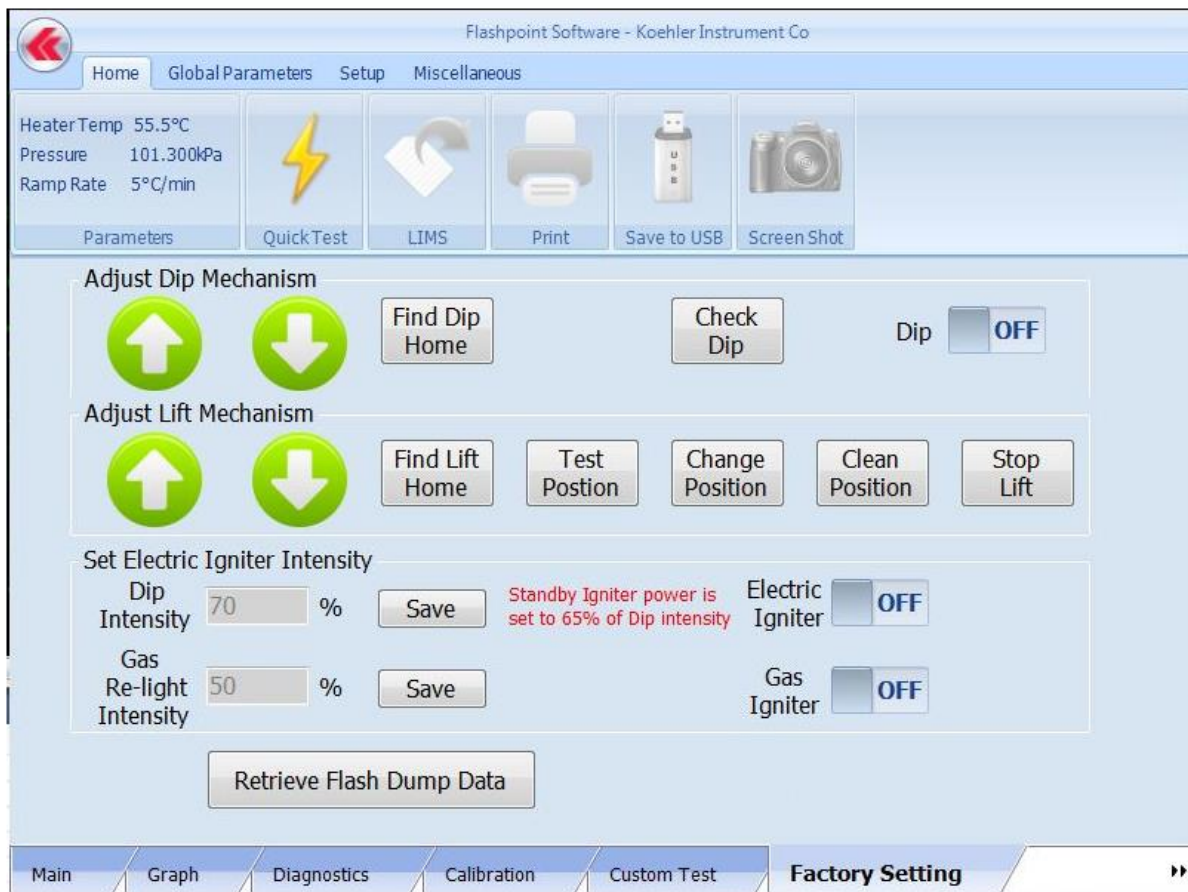 Flashpoint Software - Koehler Instrument Co
Home Global Parameters Setup Miscellaneous
Heater Temp 55.5°C
Pressure 101.300kPa
Ramp Rate 5°C/min
Parameters
Quick Test
LIMS
Print
USB
Save to USB
Screen Shot
Adjust Dip Mechanism
Find Dip
Home
Check
Dip
Dip OFF
Adjust Lift Mechanism
Find Lift
Home
Test
Postion
Change
Position
Clean
Position
Stop
Lift
Set Electric Igniter Intensity
Dip
Intensity
70 %
Save
Standby Igniter power is
set to 65% of Dip intensity
Electric
Igniter
OFF
Gas
Re-light
Intensity
50 %
Save
Gas
Igniter
OFF
Retrieve Flash Dump Data
Main Graph Diagnostics Calibration Custom Test Factory Setting